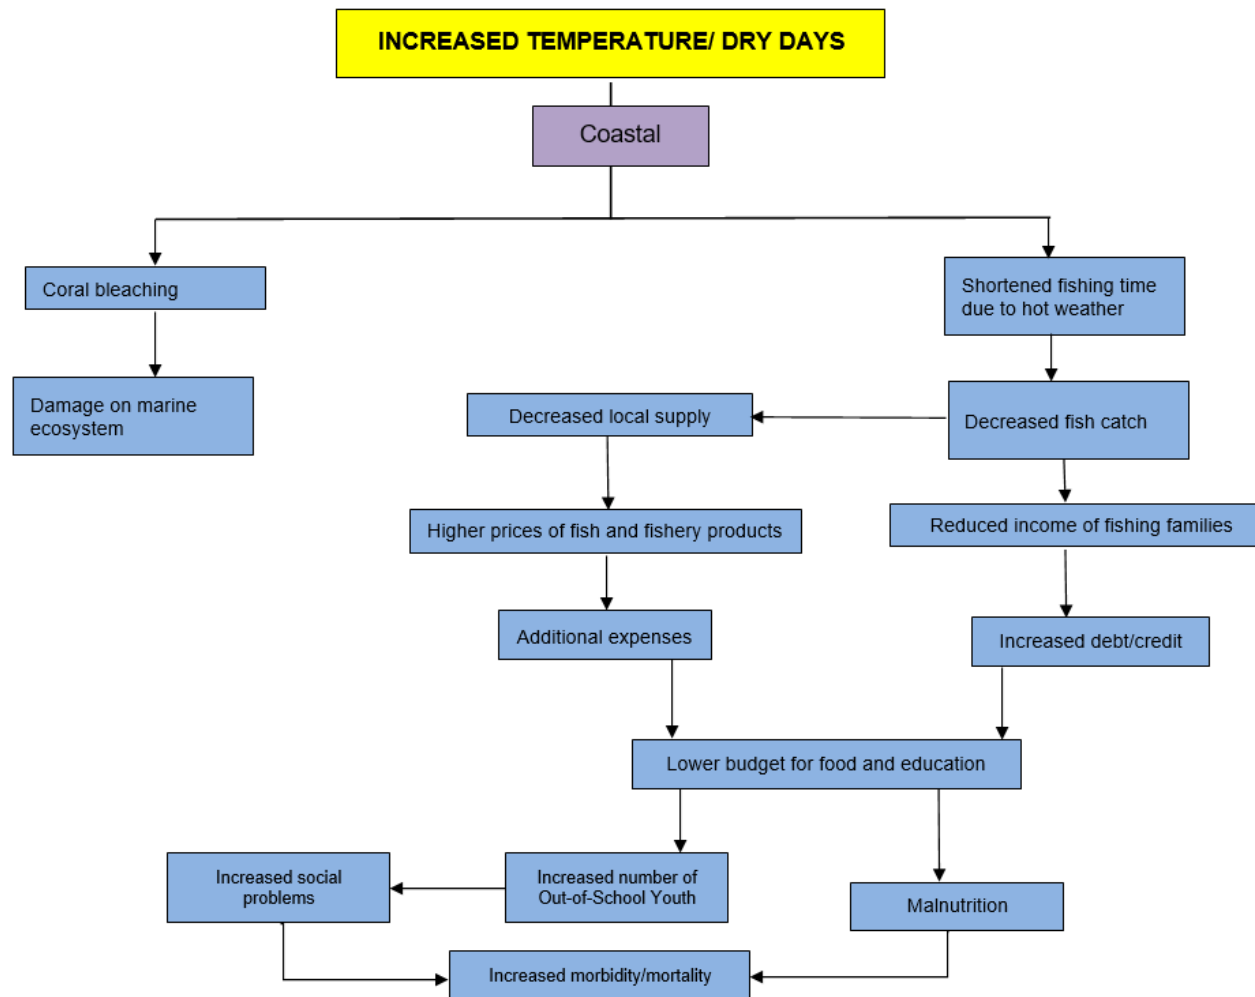 INCREASED TEMPERATURE/ DRY DAYS
Coastal
Coral bleaching
Shortened fishing time
due to hot weather
Damage on marine
ecosystem
Decreased local supply
Decreased fish catch
Higher prices of fish and fishery products
Reduced income of fishing families
Additional expenses
Increased debt/credit
Lower budget for food and education
Increased social
problems
Increased number of
Out-of-School Youth
Malnutrition
Increased morbidity/mortality